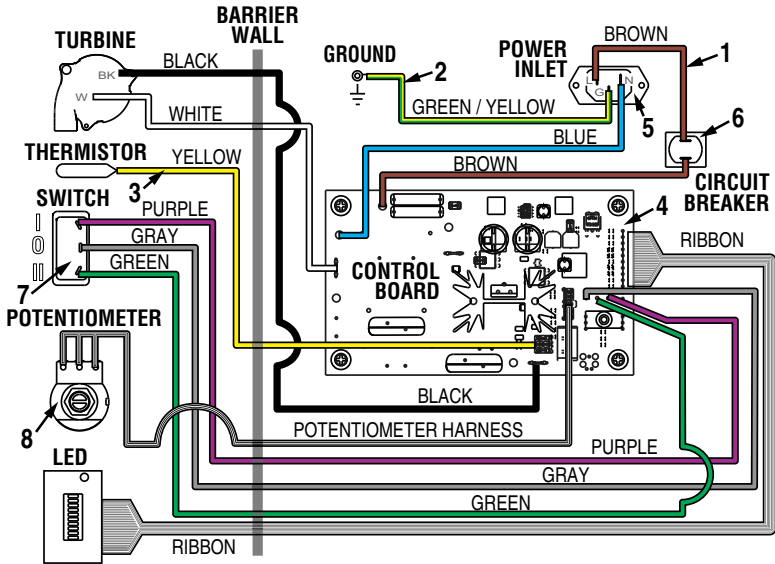 BARRIER
WALL
TURBINE
BK
W
BLACK
WHITE
GROUND
2
GREEN / YELLOW
POWER
INLET
L
N
G
BROWN
1
5
6
BLUE
BROWN
CIRCUIT
BREAKER
THERMISTOR
YELLOW
3
SWITCH
I
O
II
PURPLE
GRAY
GREEN
7
4
RIBBON
CONTROL
BOARD
POTENTIOMETER
8
BLACK
POTENTIOMETER HARNESS
PURPLE
GRAY
GREEN
LED
RIBBON